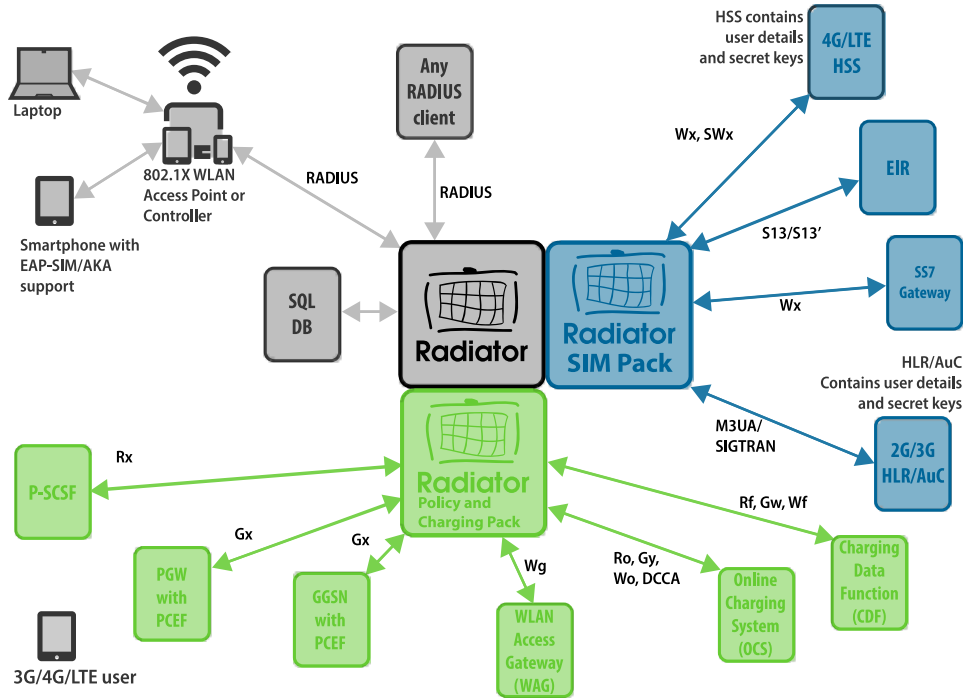 HSS contains
user details
and secret keys
4G/LTE
HSS
Any
RADIUS
client
Laptop
Wx, SWx
802.1X WLAN
Access Point or
Controller
RADIUS
RADIUS
EIR
S13/S13’
Smartphone with
EAP-SIM/AKA
support
SQL
DB
Radiator
Radiator
SIM Pack
Wx
SS7
Gateway
HLR/AuC
Contains user details
and secret keys
M3UA/
SIGTRAN
2G/3G
HLR/AuC
P-SCSF
Rx
Radiator
Policy and
Charging Pack
Rf, Gw, Wf
Gx
Gx
Wg
Ro, Gy,
Wo, DCCA
PGW
with
PCEF
GGSN
with
PCEF
WLAN
Access
Gateway
(WAG)
Online
Charging
System
(OCS)
Charging
Data
Function
(CDF)
3G/4G/LTE user